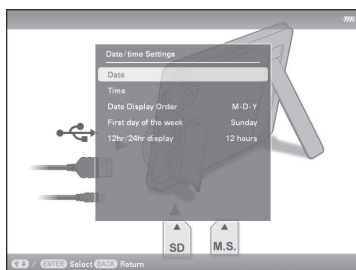 Date/time Settings
Date
Time
Date Display Order M-D-Y
First day of the week Sunday
12hr/24hr display 12 hours
SD M.S.
/ ENTER Select BACK Return